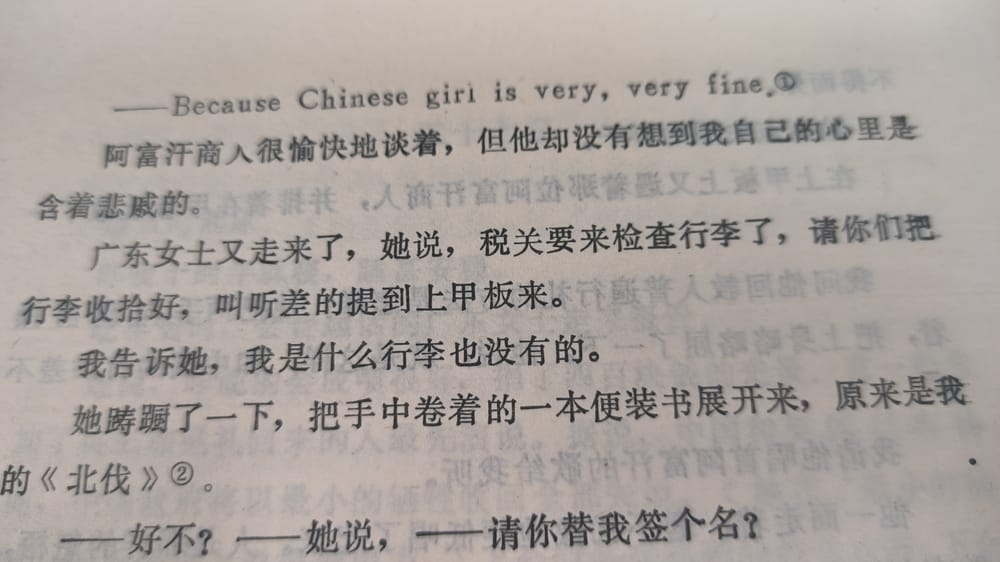 ——Because Chinese girl is very, very fine.①
阿富汗商人很愉快地谈着，但他却没有想到我自己的心里是
含着悲戚的。
广东女士又走来了，她说，税关要来检查行李了，请你们把
行李收拾好，叫听差的提到上甲板来。
我告诉她，我是什么行李也没有的。
她踌蹰了一下，把手中卷着的一本便装书展开来，原来是我
的《北伐》②。
——好不？——她说，——请你替我签个名？